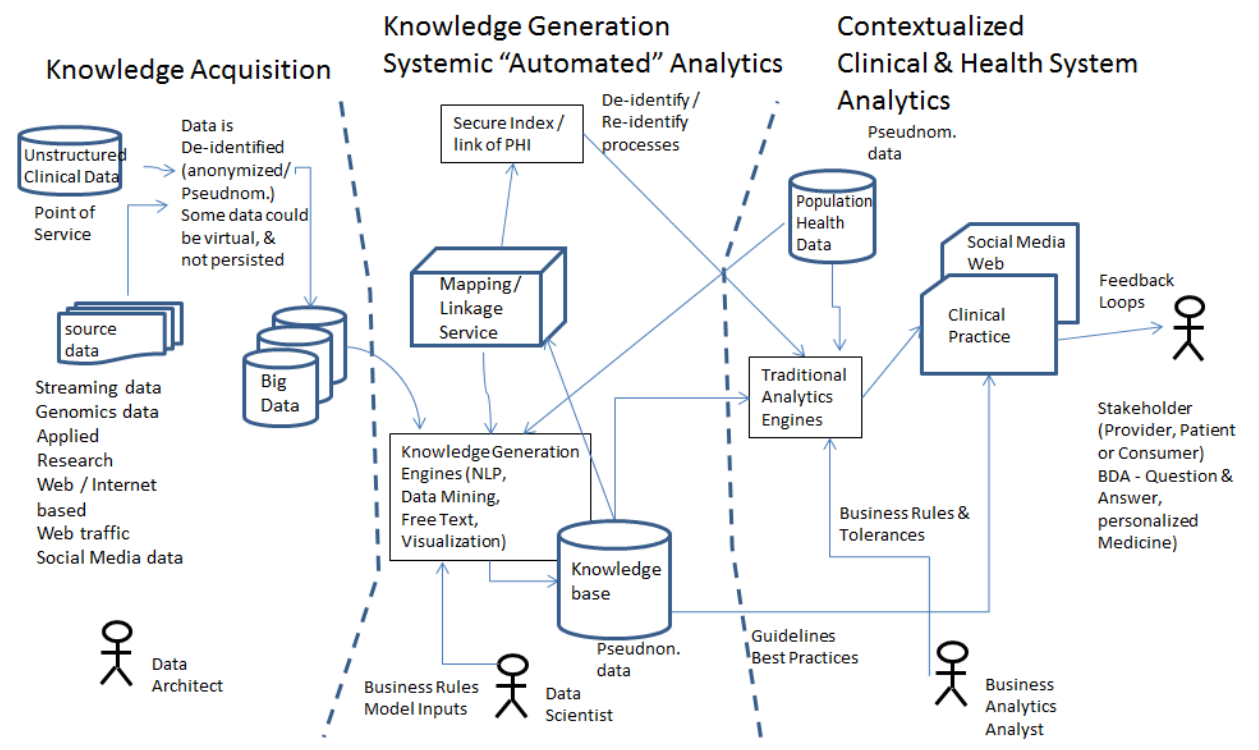 Knowledge Acquisition
Knowledge Generation
Systemic “Automated” Analytics
Contextualized
Clinical & Health System
Analytics
Unstructured
Clinical Data
Point of
Service
Data is
De-identified
(anonymized/
Pseudnom.)
Some data could
be virtual, &
not persisted
source
data
Big
Data
Streaming data
Genomics data
Applied
Research
Web / Internet
based
Web traffic
Social Media data
Data
Architect
Secure Index /
link of PHI
De-identify /
Re-identify
processes
Mapping/
Linkage
Service
Knowledge Generation
Engines (NLP,
Data Mining,
Free Text,
Visualization)
Knowledge
base
Pseudnon.
data
Business Rules
Model Inputs
Data
Scientist
Pseudnom.
data
Population
Health
Data
Social Media
Web
Clinical
Practice
Feedback
Loops
Traditional
Analytics
Engines
Stakeholder
(Provider, Patient
or Consumer)
BDA - Question &
Answer,
personalized
Medicine)
Business Rules &
Tolerances
Guidelines
Best Practices
Business
Analytics
Analyst